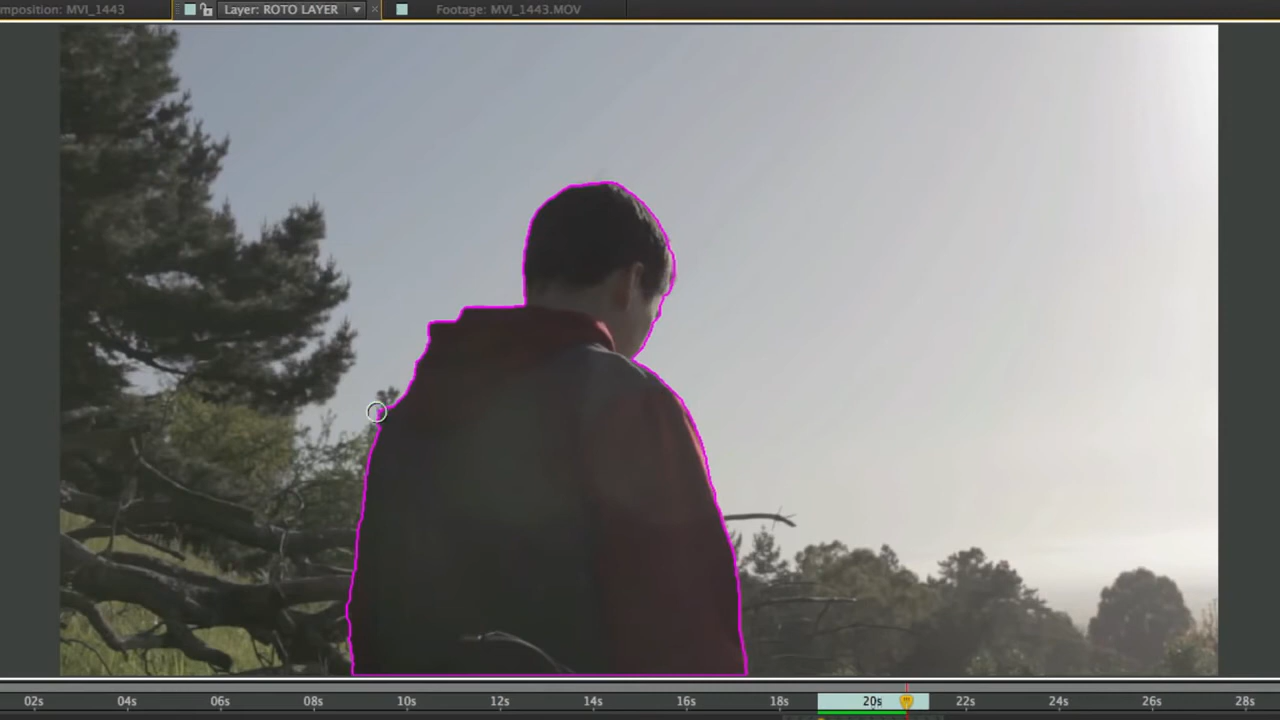 mposition: MVI_1443
Layer: ROTO LAYER
Footage: MVI_1443.MOV
02s 04s 06s 08s 10s 12s 14s 16s 18s 20s 22s 24s 26s 28s